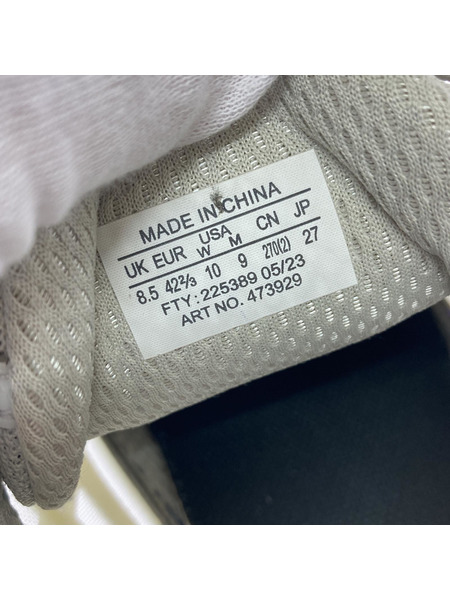 MADE IN CHINA
UK EUR USA CN JP
W M
8.5 42⅔ 10 9 270(2) 27
FTY: 225389 05/23
ART NO. 473929